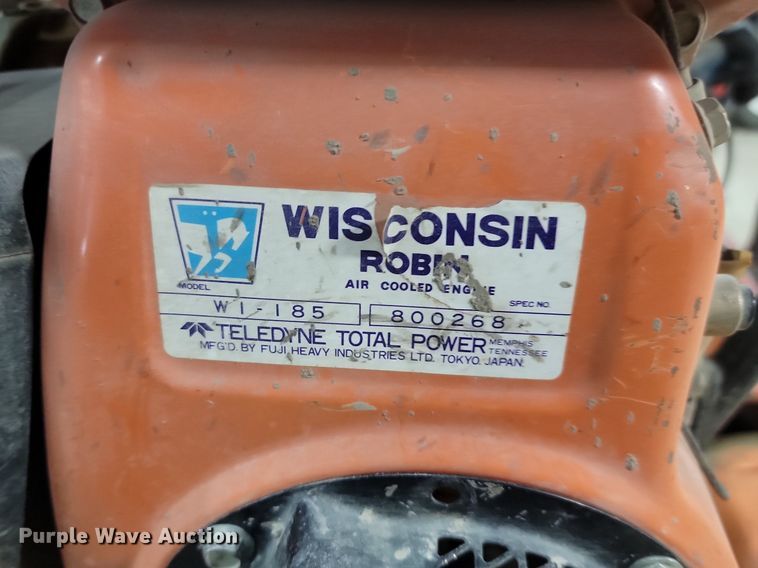 WISCONSIN
ROBIN
AIR COOLED ENGINE
MODEL
SPEC NO.
W1-185
800268
TELEDYNE TOTAL POWER MEMPHIS TENNESSEE
MFG'D. BY FUJI HEAVY INDUSTRIES LTD. TOKYO. JAPAN.
Purple Wave Auction